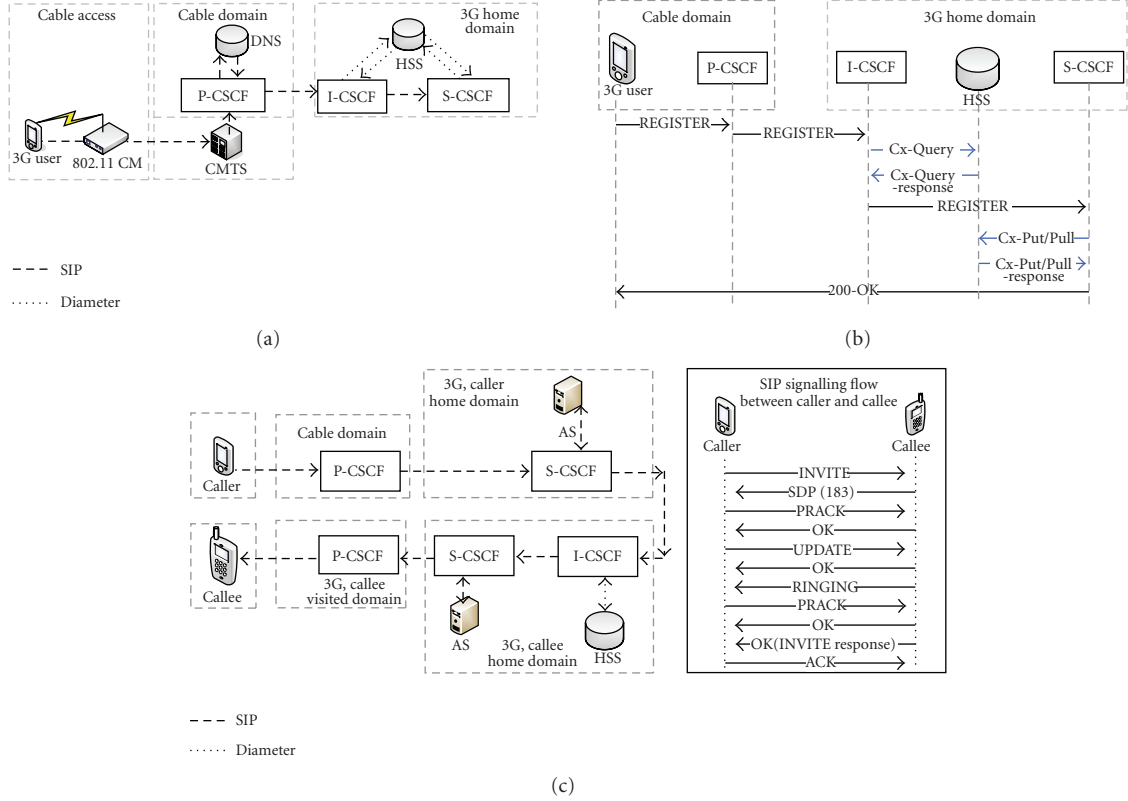 Cable access
Cable domain
DNS
3G home
domain
HSS
P-CSCF
I-CSCF
S-CSCF
3G user
802.11 CM
CMTS
SIP
Diameter
(a)
Cable domain
3G home domain
3G user
P-CSCF
I-CSCF
HSS
S-CSCF
REGISTER
REGISTER
Cx-Query
Cx-Query
-response
REGISTER
Cx-Put/Pull
Cx-Put/Pull
-response
200-OK
(b)
3G, caller
home domain
AS
Cable domain
Caller
P-CSCF
S-CSCF
Callee
P-CSCF
3G, callee
visited domain
S-CSCF
I-CSCF
AS
3G, callee
home domain
HSS
SIP signalling flow
between caller and callee
Caller
Callee
INVITE
SDP (183)
PRACK
OK
UPDATE
OK
RINGING
PRACK
OK
OK(INVITE response)
ACK
SIP
Diameter
(c)